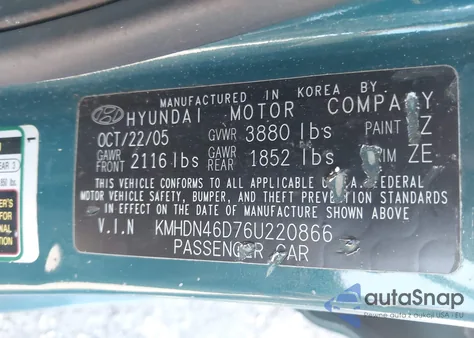 MANUFACTURED IN KOREA BY
HYUNDAI MOTOR COMPANY
OCT/22/05 GVWR 3880 lbs PAINT Z
GAWR FRONT 2116 lbs GAWR REAR 1852 lbs TRIM ZE
THIS VEHICLE CONFORMS TO ALL APPLICABLE U.S.A. FEDERAL
MOTOR VEHICLE SAFETY, BUMPER, AND THEFT PREVENTION STANDARDS
IN EFFECT ON THE DATE OF MANUFACTURE SHOWN ABOVE.
V.I.N KMHDN46D76U220866
PASSENGER CAR
autoSnap